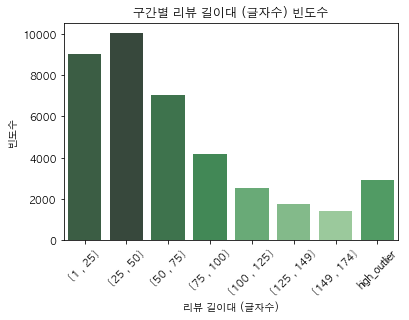 구간별 리뷰 길이대 (글자수) 빈도수
빈도수
10000
8000
6000
4000
2000
0
(1 , 25)
(25 , 50)
(50 , 75)
(75 , 100)
(100 , 125)
(125 , 149)
(149 , 174)
high_outlier
리뷰 길이대 (글자수)